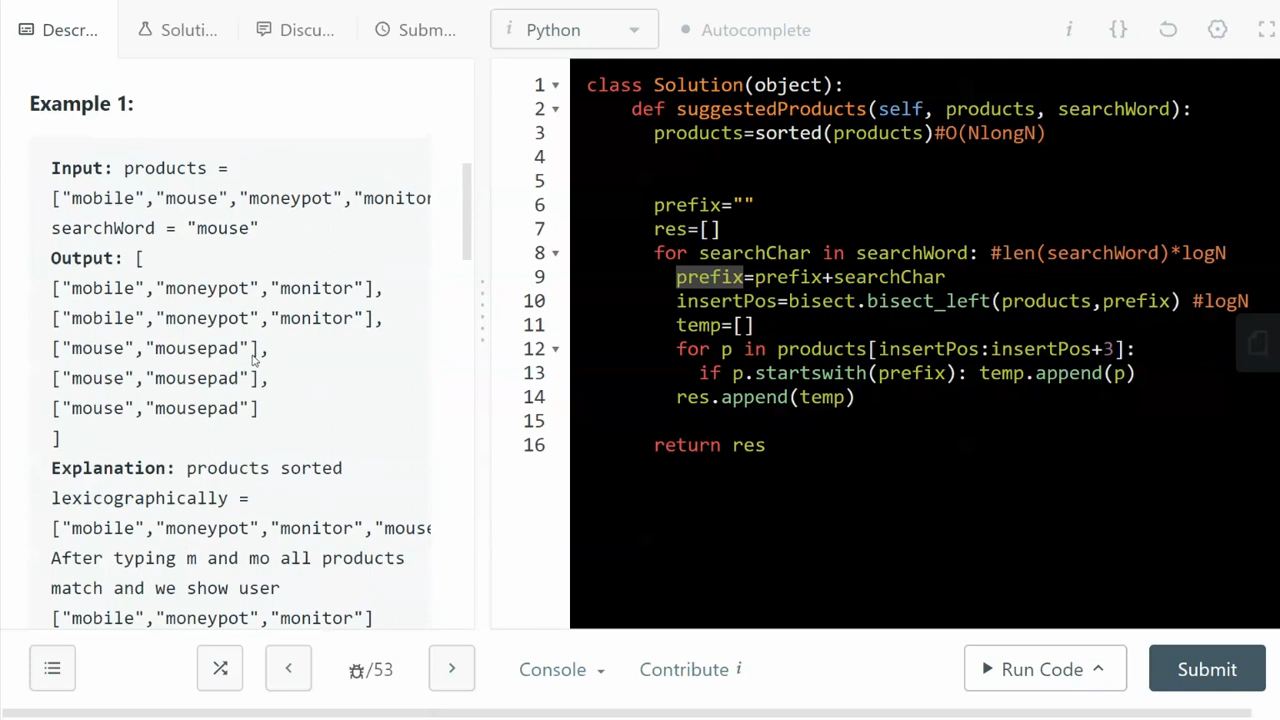 Descr...
Soluti...
Discu...
Subm...
i Python
Autocomplete
i {}
Example 1:
Input: products =
["mobile","mouse","moneypot","monitor
searchWord = "mouse"
Output: [
["mobile","moneypot","monitor"],
["mobile","moneypot","monitor"],
["mouse","mousepad"],
["mouse","mousepad"],
["mouse","mousepad"]
]
Explanation: products sorted
lexicographically =
["mobile","moneypot","monitor","mouse
After typing m and mo all products
match and we show user
["mobile","moneypot","monitor"]
1 class Solution(object):
2 def suggestedProducts(self, products, searchWord):
3 products=sorted(products)#O(NlongN)
4
5
6 prefix=""
7 res=[]
8 for searchChar in searchWord: #len(searchWord)*logN
9 prefix=prefix+searchChar
10 insertPos=bisect.bisect_left(products,prefix) #logN
11 temp=[]
12 for p in products[insertPos:insertPos+3]:
13 if p.startswith(prefix): temp.append(p)
14 res.append(temp)
15
16 return res
/53
Console
Contribute i
Run Code
Submit